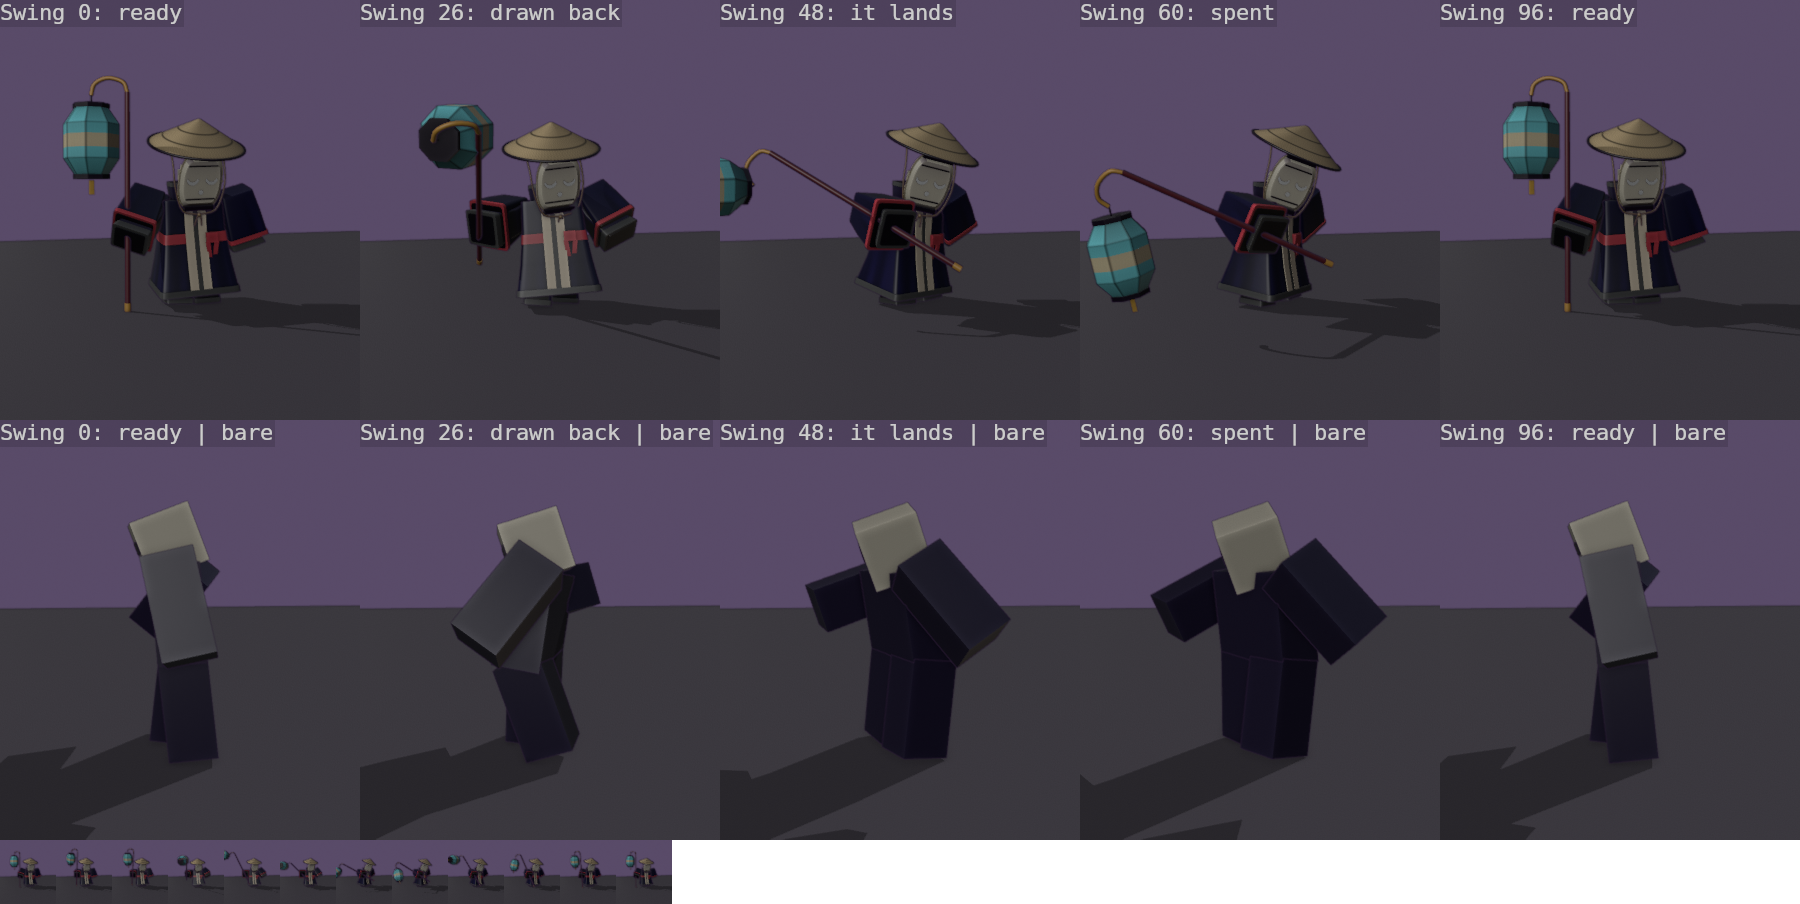 Swing 0: ready
Swing 26: drawn back
Swing 48: it lands
Swing 60: spent
Swing 96: ready
Swing 0: ready | bare
Swing 26: drawn back | bare
Swing 48: it lands | bare
Swing 60: spent | bare
Swing 96: ready | bare